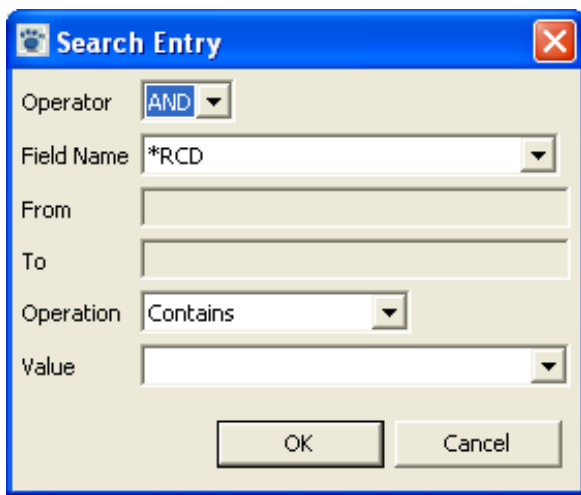 Search Entry
Operator AND
Field Name *RCD
From
To
Operation Contains
Value
OK Cancel